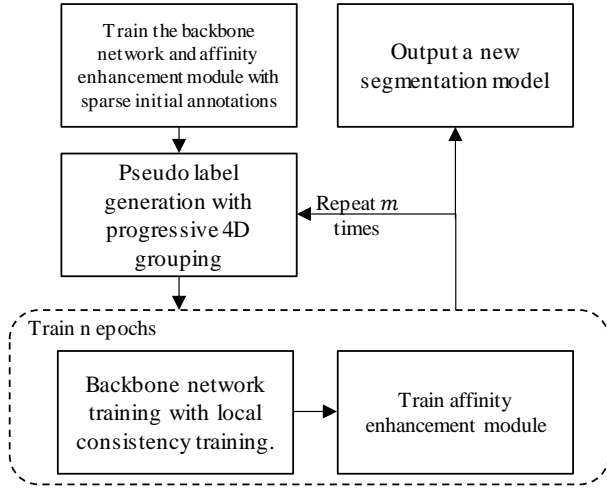 Train the backbone
network and affinity
enhancement module with
sparse initial annotations
Output a new
segmentation model
Pseudo label
generation with
progressive 4D
grouping
Repeat m
times
Train n epochs
Backbone network
training with local
consistency training.
Train affinity
enhancement module